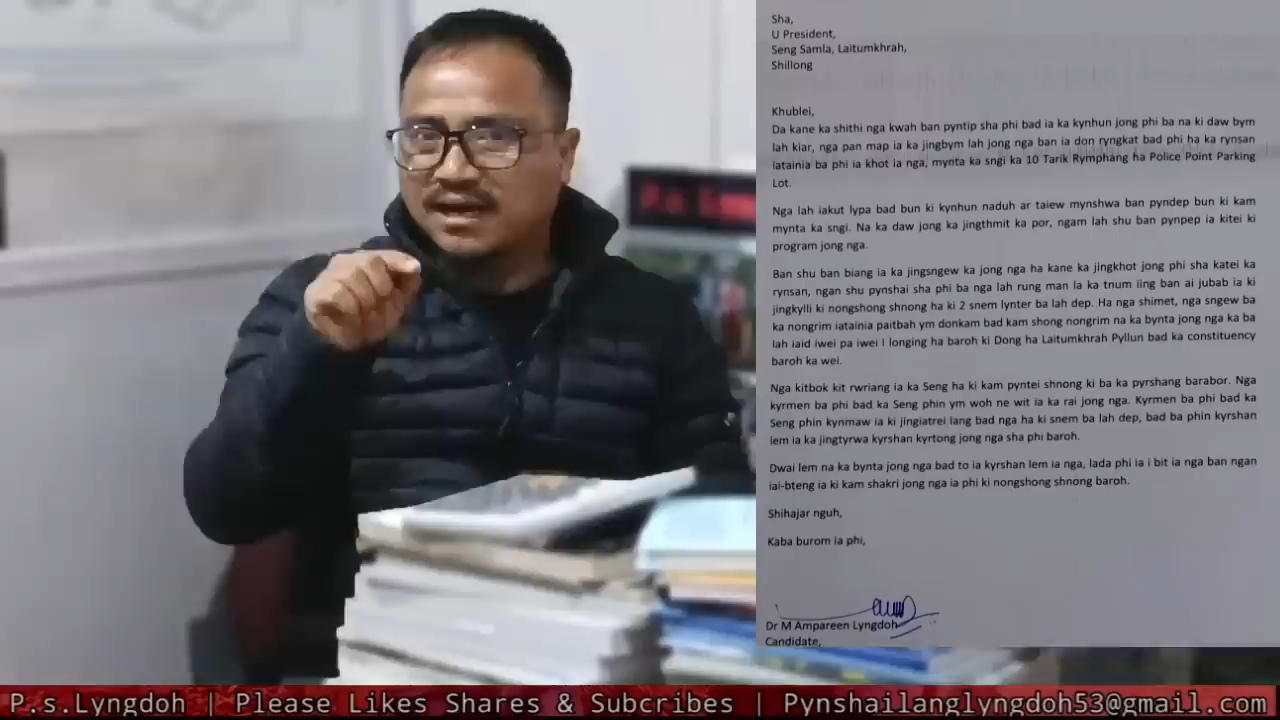 Sha,
U President,
Seng Samla, Laitumkhrah,
Shillong
Khublei,
Da kane ka shithi nga kwah ban pyntip sha phi bad ia ka kynhun jong phi ba na ki daw bym
lah kiar, nga pan map ia ka jingbym lah jong nga ban ia don ryngkat bad phi ha ka rynsan
iatainia ba phi ia khot ia nga, mynta ka sngi ka 10 Tarik Rymphang ha Police Point Parking
Lot.
Nga lah iakut lypa bad bun ki kynhun naduh ar taiew mynshwa ban pyndep bun ki kam
mynta ka sngi. Na ka daw jong ka jingthmit ka por, ngam lah shu ban pynpep ia kitei ki
program jong nga.
Ban shu ban biang ia ka jingsngew ka jong nga ha kane ka jingkhot jong phi sha katei ka
rynsan, ngan shu pynshai sha phi ba nga lah rung man la ka tnum iing ban ai jubab ia ki
jingkylli ki nongshong shnong ha ki 2 snem lynter ba lah dep. Ha nga shimet, nga sngew ba
ka nongrim iatainia paitbah ym donkam bad kam shong nongrim na ka bynta jong nga ka ba
lah iaid iwei pa iwei I longing ha baroh ki Dong ha Laitumkhrah Pyllun bad ka constituency
baroh ka wei.
Nga kitbok kit rwriang ia ka Seng ha ki kam pyntei shnong ki ba ka pyrshang barabor. Nga
kyrmen ba phi bad ka Seng phin ym woh ne wit ia ka rai jong nga. Kyrmen ba phi bad ka
Seng phin kynmaw ia ki jingiatrei lang bad nga ha ki snem ba lah dep, bad ba phin kyrshan
lem ia ka jingtyrwa kyrshan kyrtong jong nga sha phi baroh.
Dwai lem na ka bynta jong nga bad to ia kyrshan lem ia nga, lada phi ia i bit ia nga ban ngan
iai-bteng ia ki kam shakri jong nga ia phi ki nongshong shnong baroh.
Shihajar nguh,
Kaba burom ia phi,
Dr M Ampareen Lyngdoh
Candidate,
P.s.Lyngdoh | Please Likes Shares & Subcribes | Pynshailanglyngdoh53@gmail.com